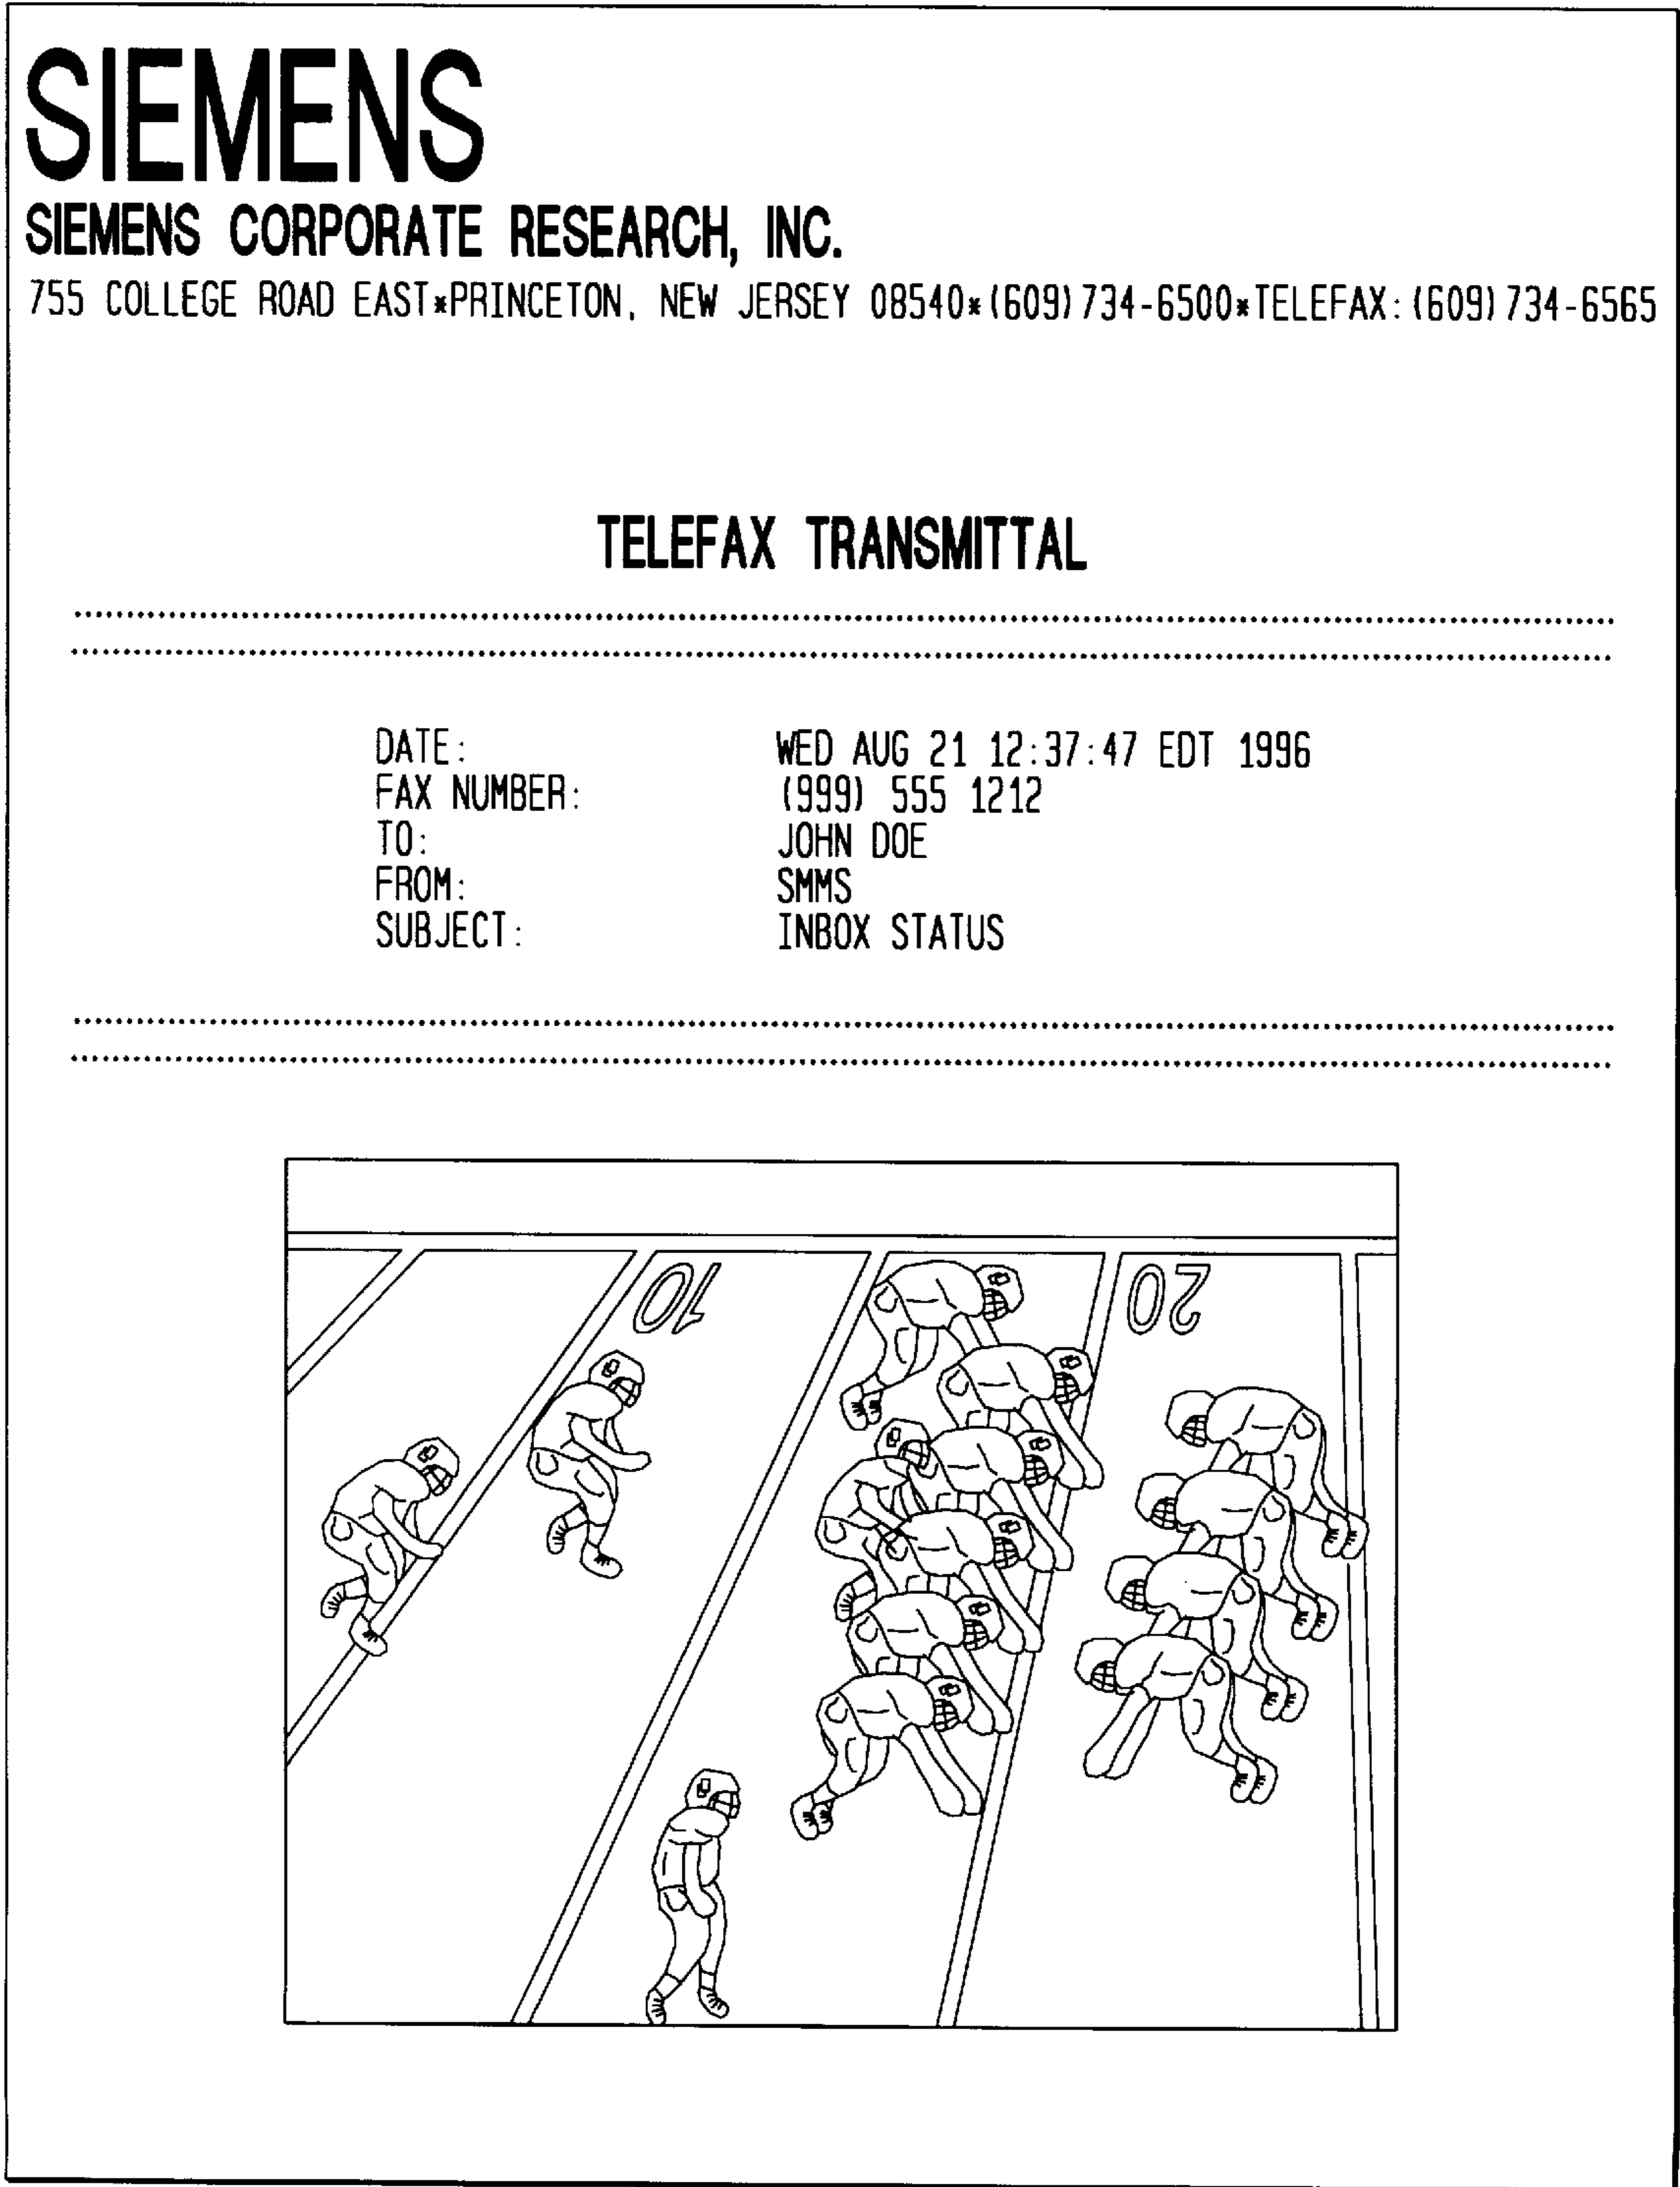 SIEMENS
SIEMENS CORPORATE RESEARCH, INC.
755 COLLEGE ROAD EAST*PRINCETON, NEW JERSEY 08540*(609)734-6500*TELEFAX:(609)734-6565
TELEFAX TRANSMITTAL
DATE: WED AUG 21 12:37:47 EDT 1996
FAX NUMBER: (999) 555 1212
TO: JOHN DOE
FROM: SMMS
SUBJECT: INBOX STATUS
10 20